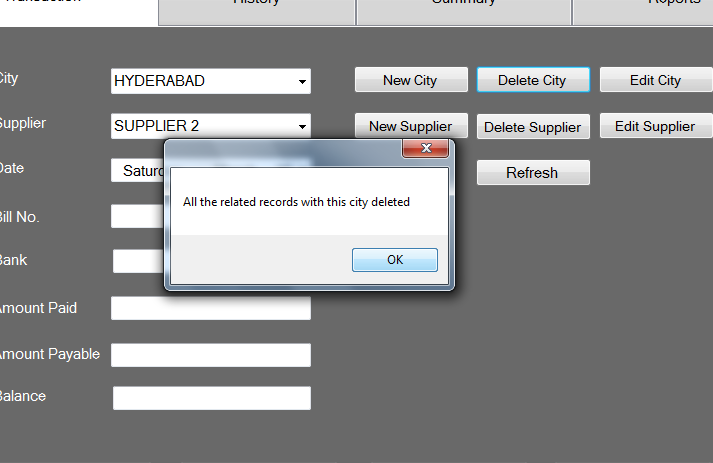 Transaction History Summary Reports
City HYDERABAD New City Delete City Edit City
Supplier SUPPLIER 2 New Supplier Delete Supplier Edit Supplier
Date Saturd Refresh
All the related records with this city deleted
Bill No.
OK
Bank
Amount Paid
Amount Payable
Balance